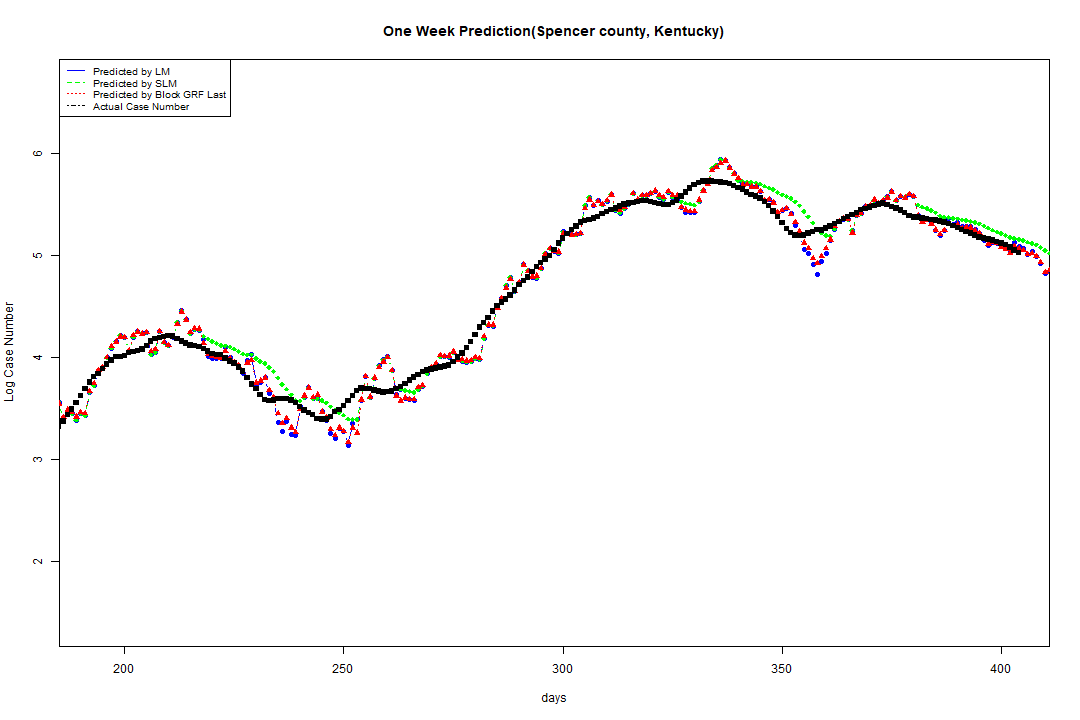 One Week Prediction(Spencer county, Kentucky)
Predicted by LM
Predicted by SLM
Predicted by Block GRF Last
Actual Case Number
6
5
4
3
2
Log Case Number
200 250 300 350 400
days